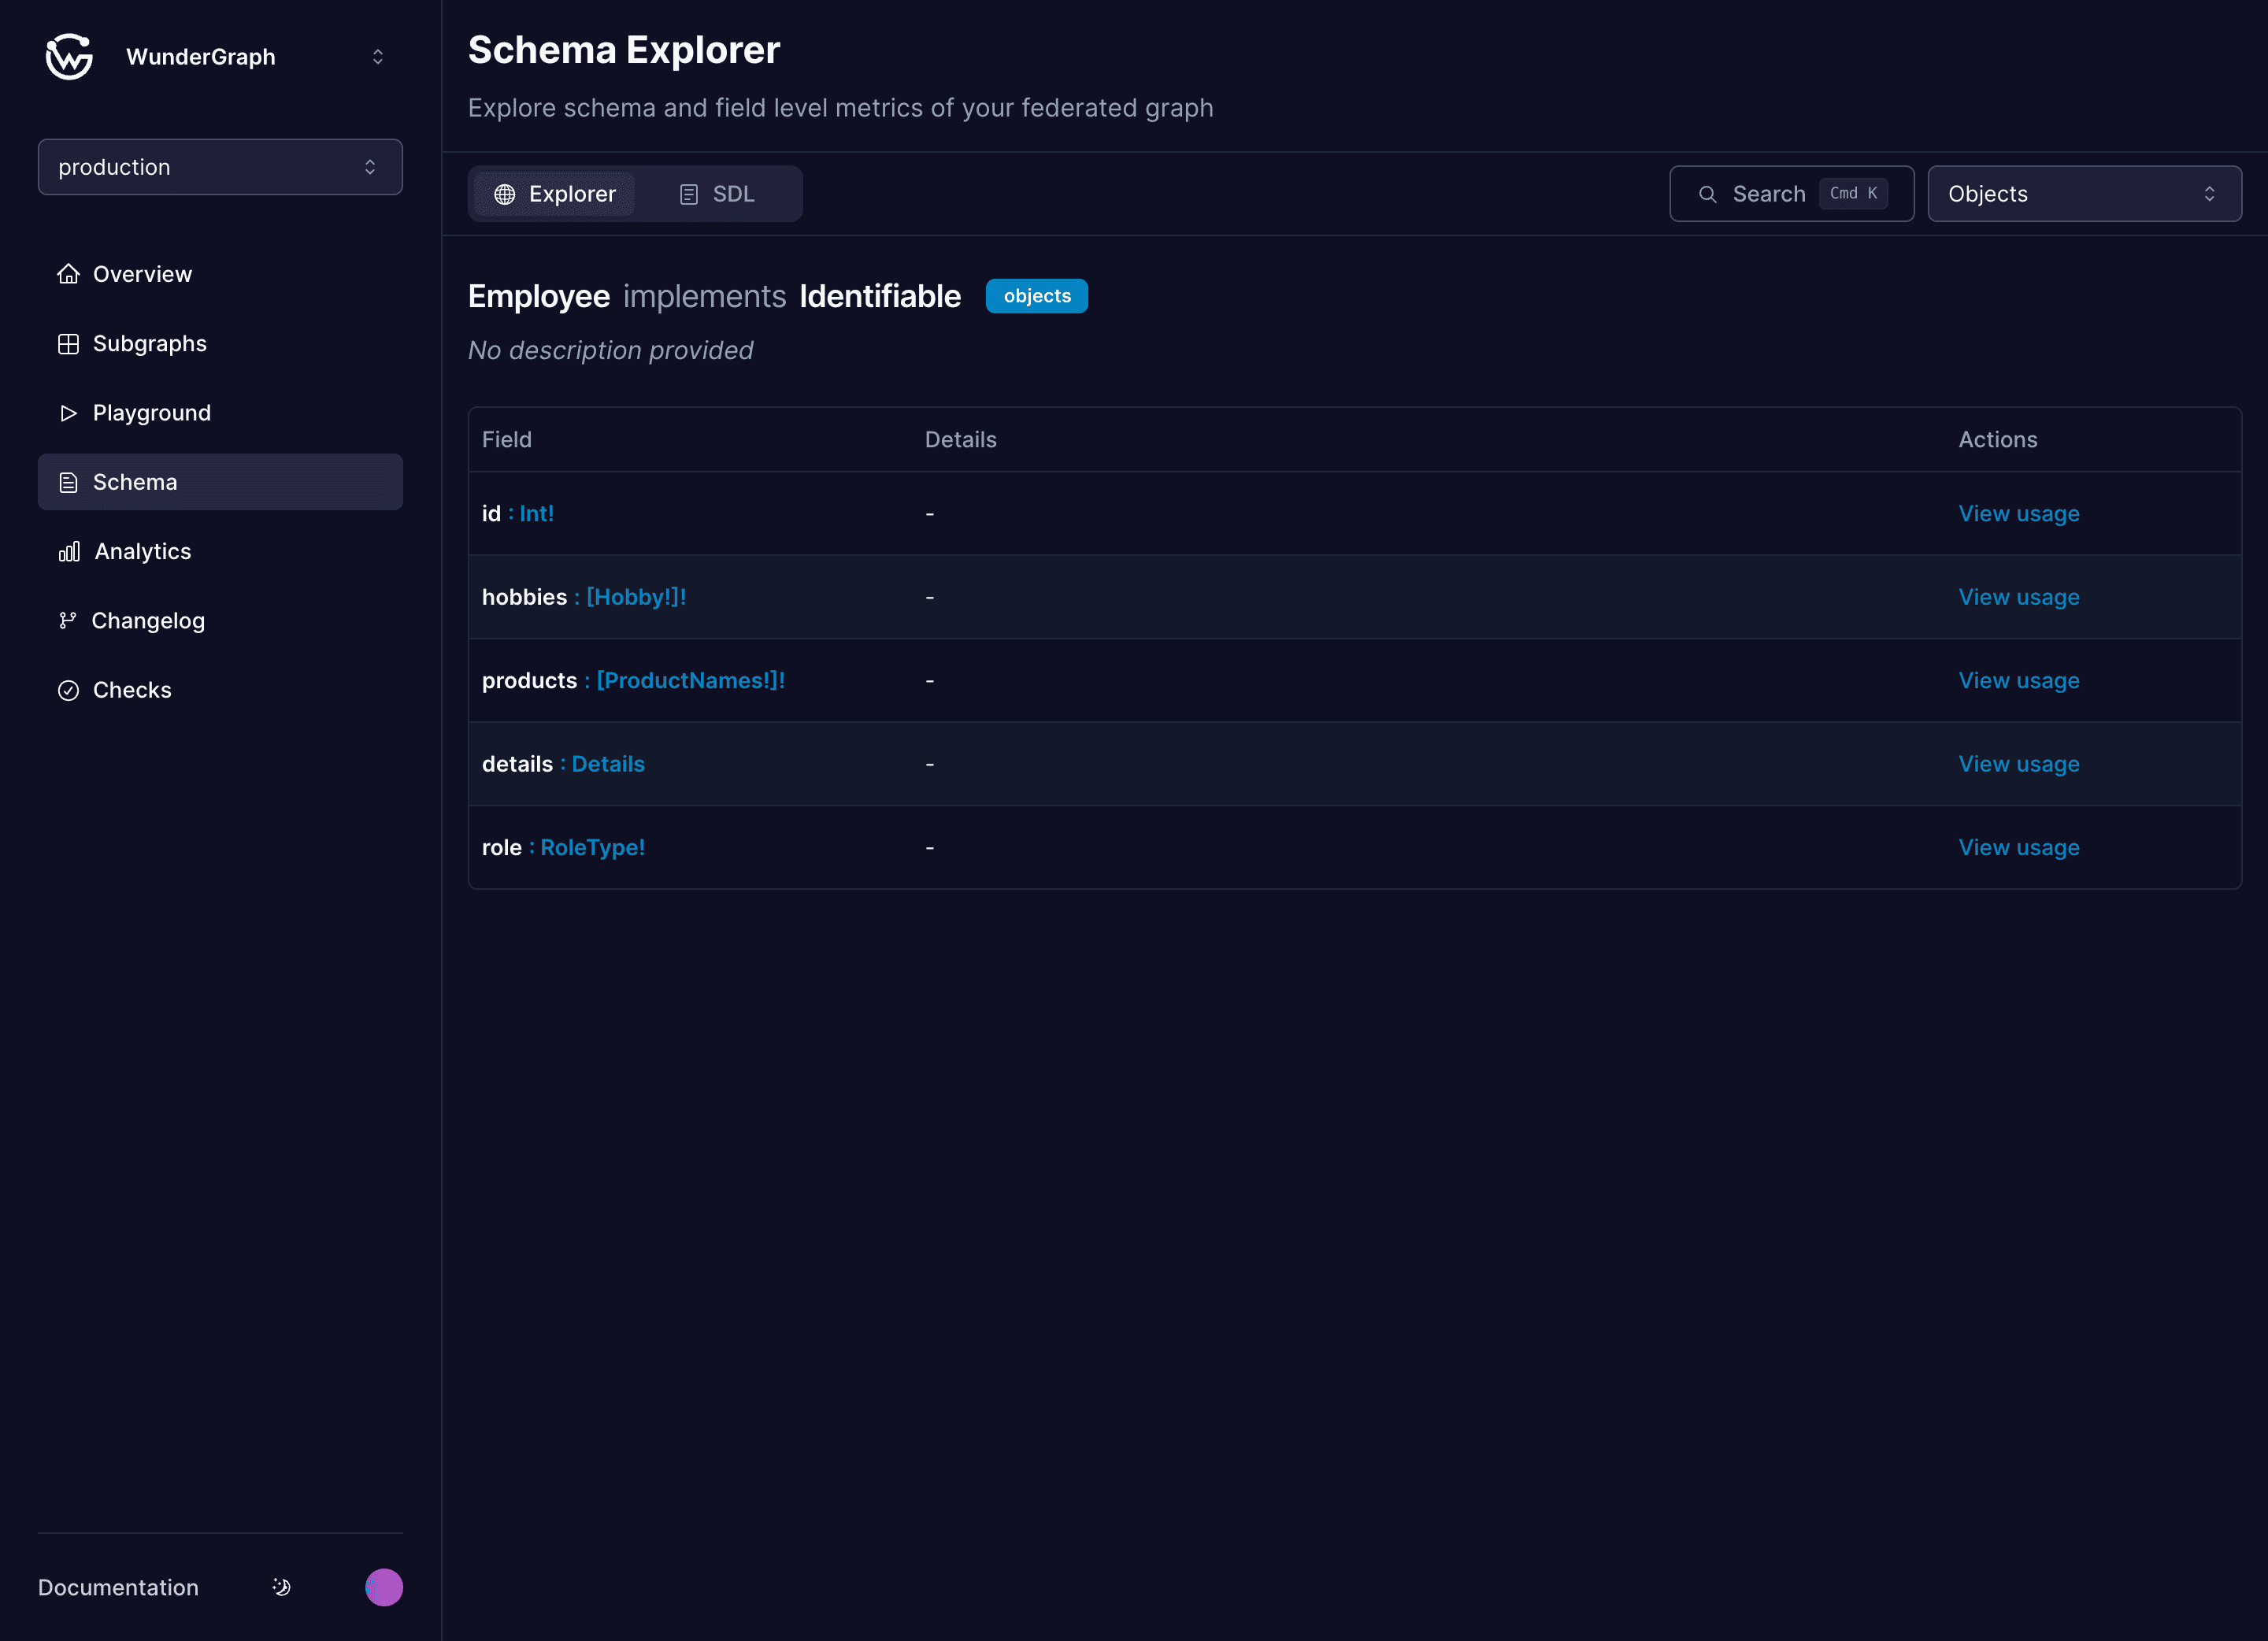 WunderGraph
production
Overview
Subgraphs
Playground
Schema
Analytics
Changelog
Checks
Documentation
Schema Explorer
Explore schema and field level metrics of your federated graph
Explorer SDL Search Cmd K Objects
Employee implements Identifiable objects
No description provided
Field Details Actions
id : Int! - View usage
hobbies : [Hobby!]! - View usage
products : [ProductNames!]! - View usage
details : Details - View usage
role : RoleType! - View usage